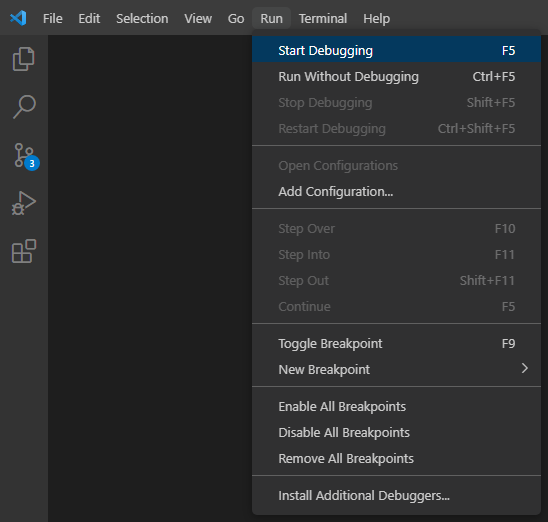 File Edit Selection View Go Run Terminal Help
Start Debugging F5
Run Without Debugging Ctrl+F5
Stop Debugging Shift+F5
Restart Debugging Ctrl+Shift+F5
Open Configurations
Add Configuration...
Step Over F10
Step Into F11
Step Out Shift+F11
Continue F5
Toggle Breakpoint F9
New Breakpoint
Enable All Breakpoints
Disable All Breakpoints
Remove All Breakpoints
Install Additional Debuggers...
3